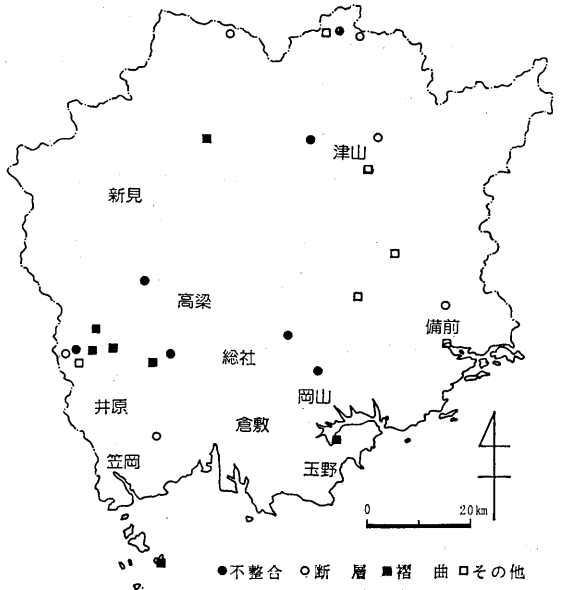 津山
新見
高梁
備前
総社
岡山
井原
倉敷
笠岡
玉野
0 20km
●不整合 ○断 層 ■褶 曲 □その他